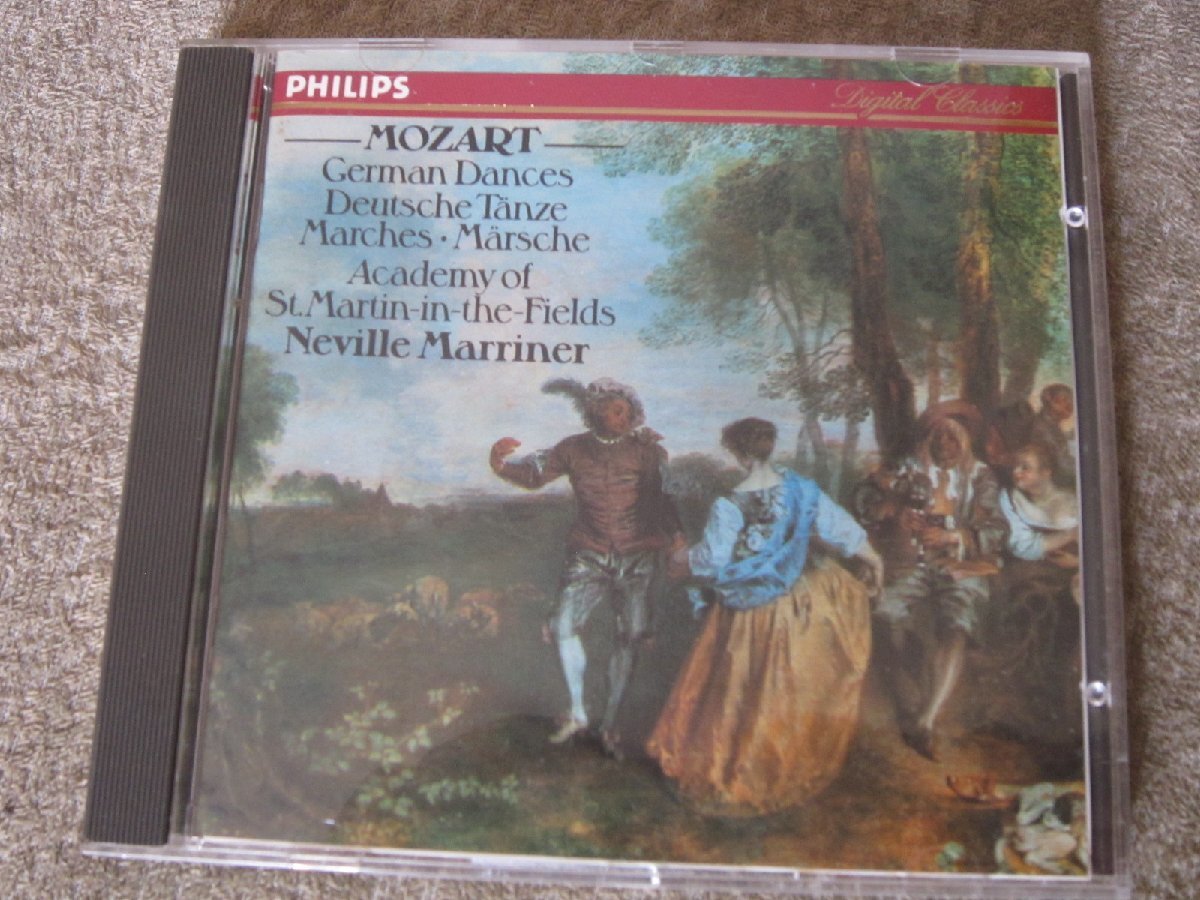 PHILIPS
Digital Classics
MOZART
German Dances
Deutsche Tänze
Marches · Märsche
Academy of
St.Martin-in-the-Fields
Neville Marriner